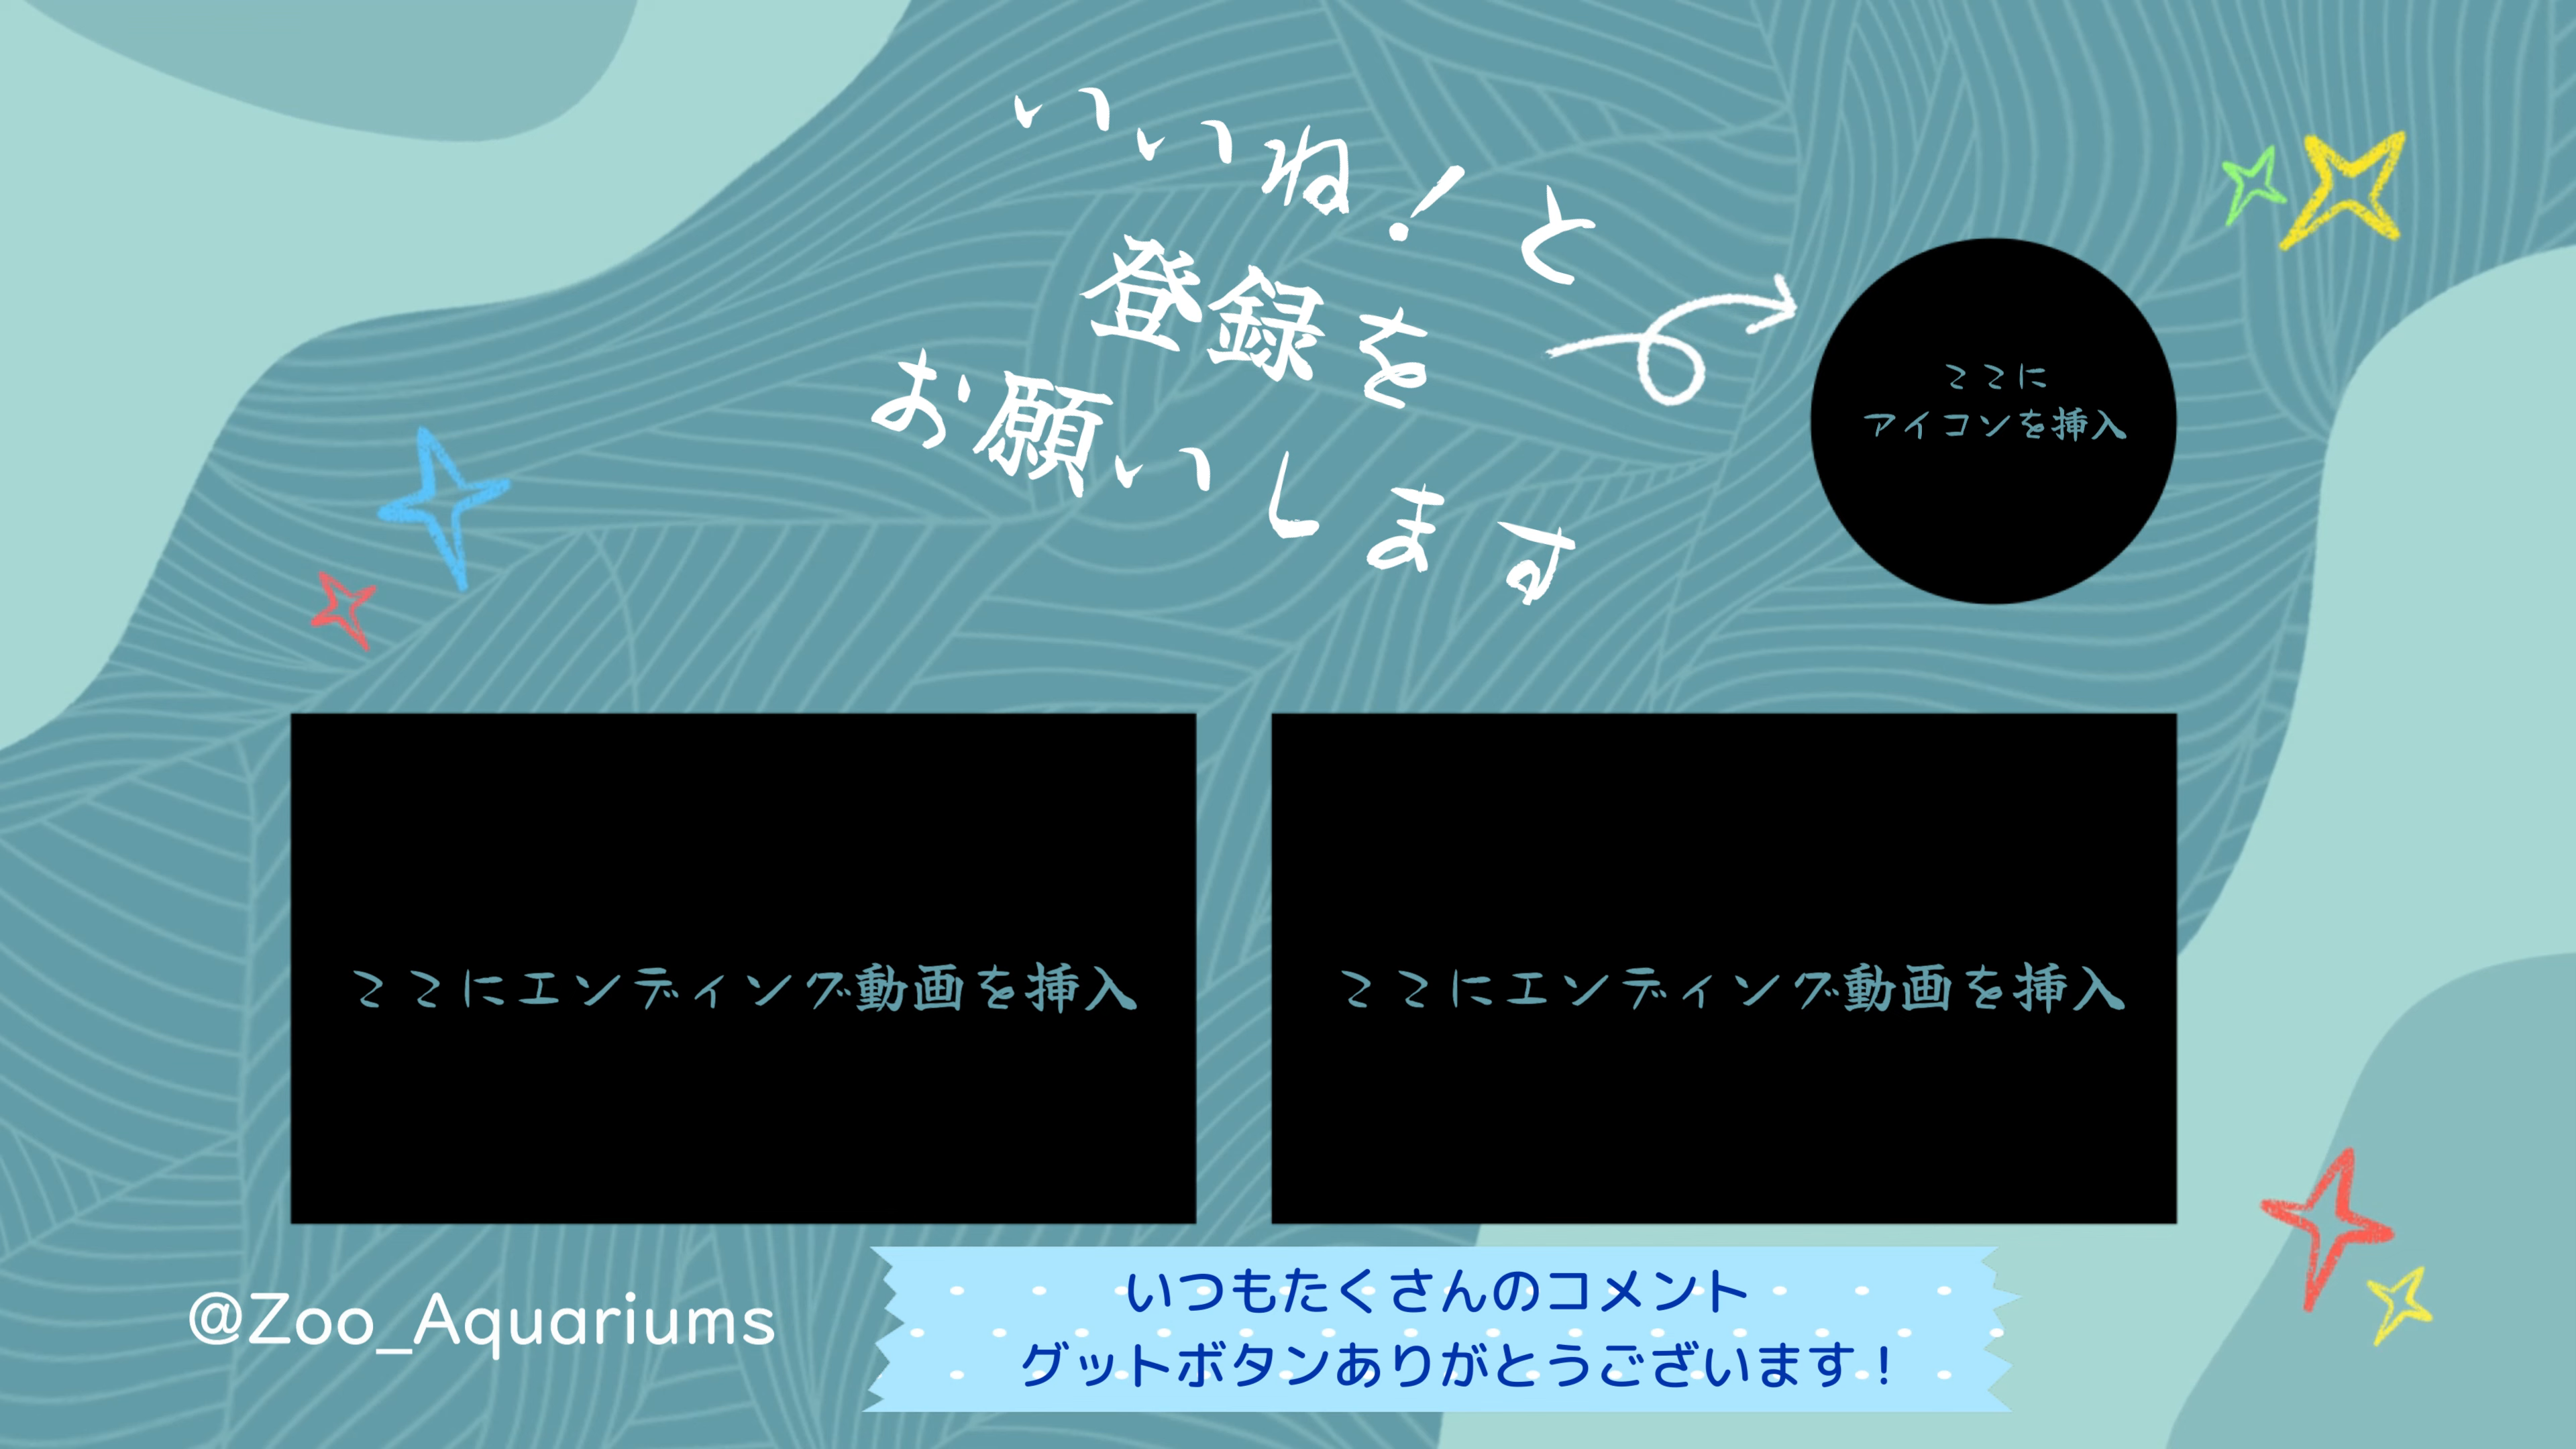 いいね！と
登録を
お願いします
ここに
アイコンを挿入
ここにエンディング動画を挿入
ここにエンディング動画を挿入
@Zoo_Aquariums
いつもたくさんのコメント
グットボタンありがとうございます！